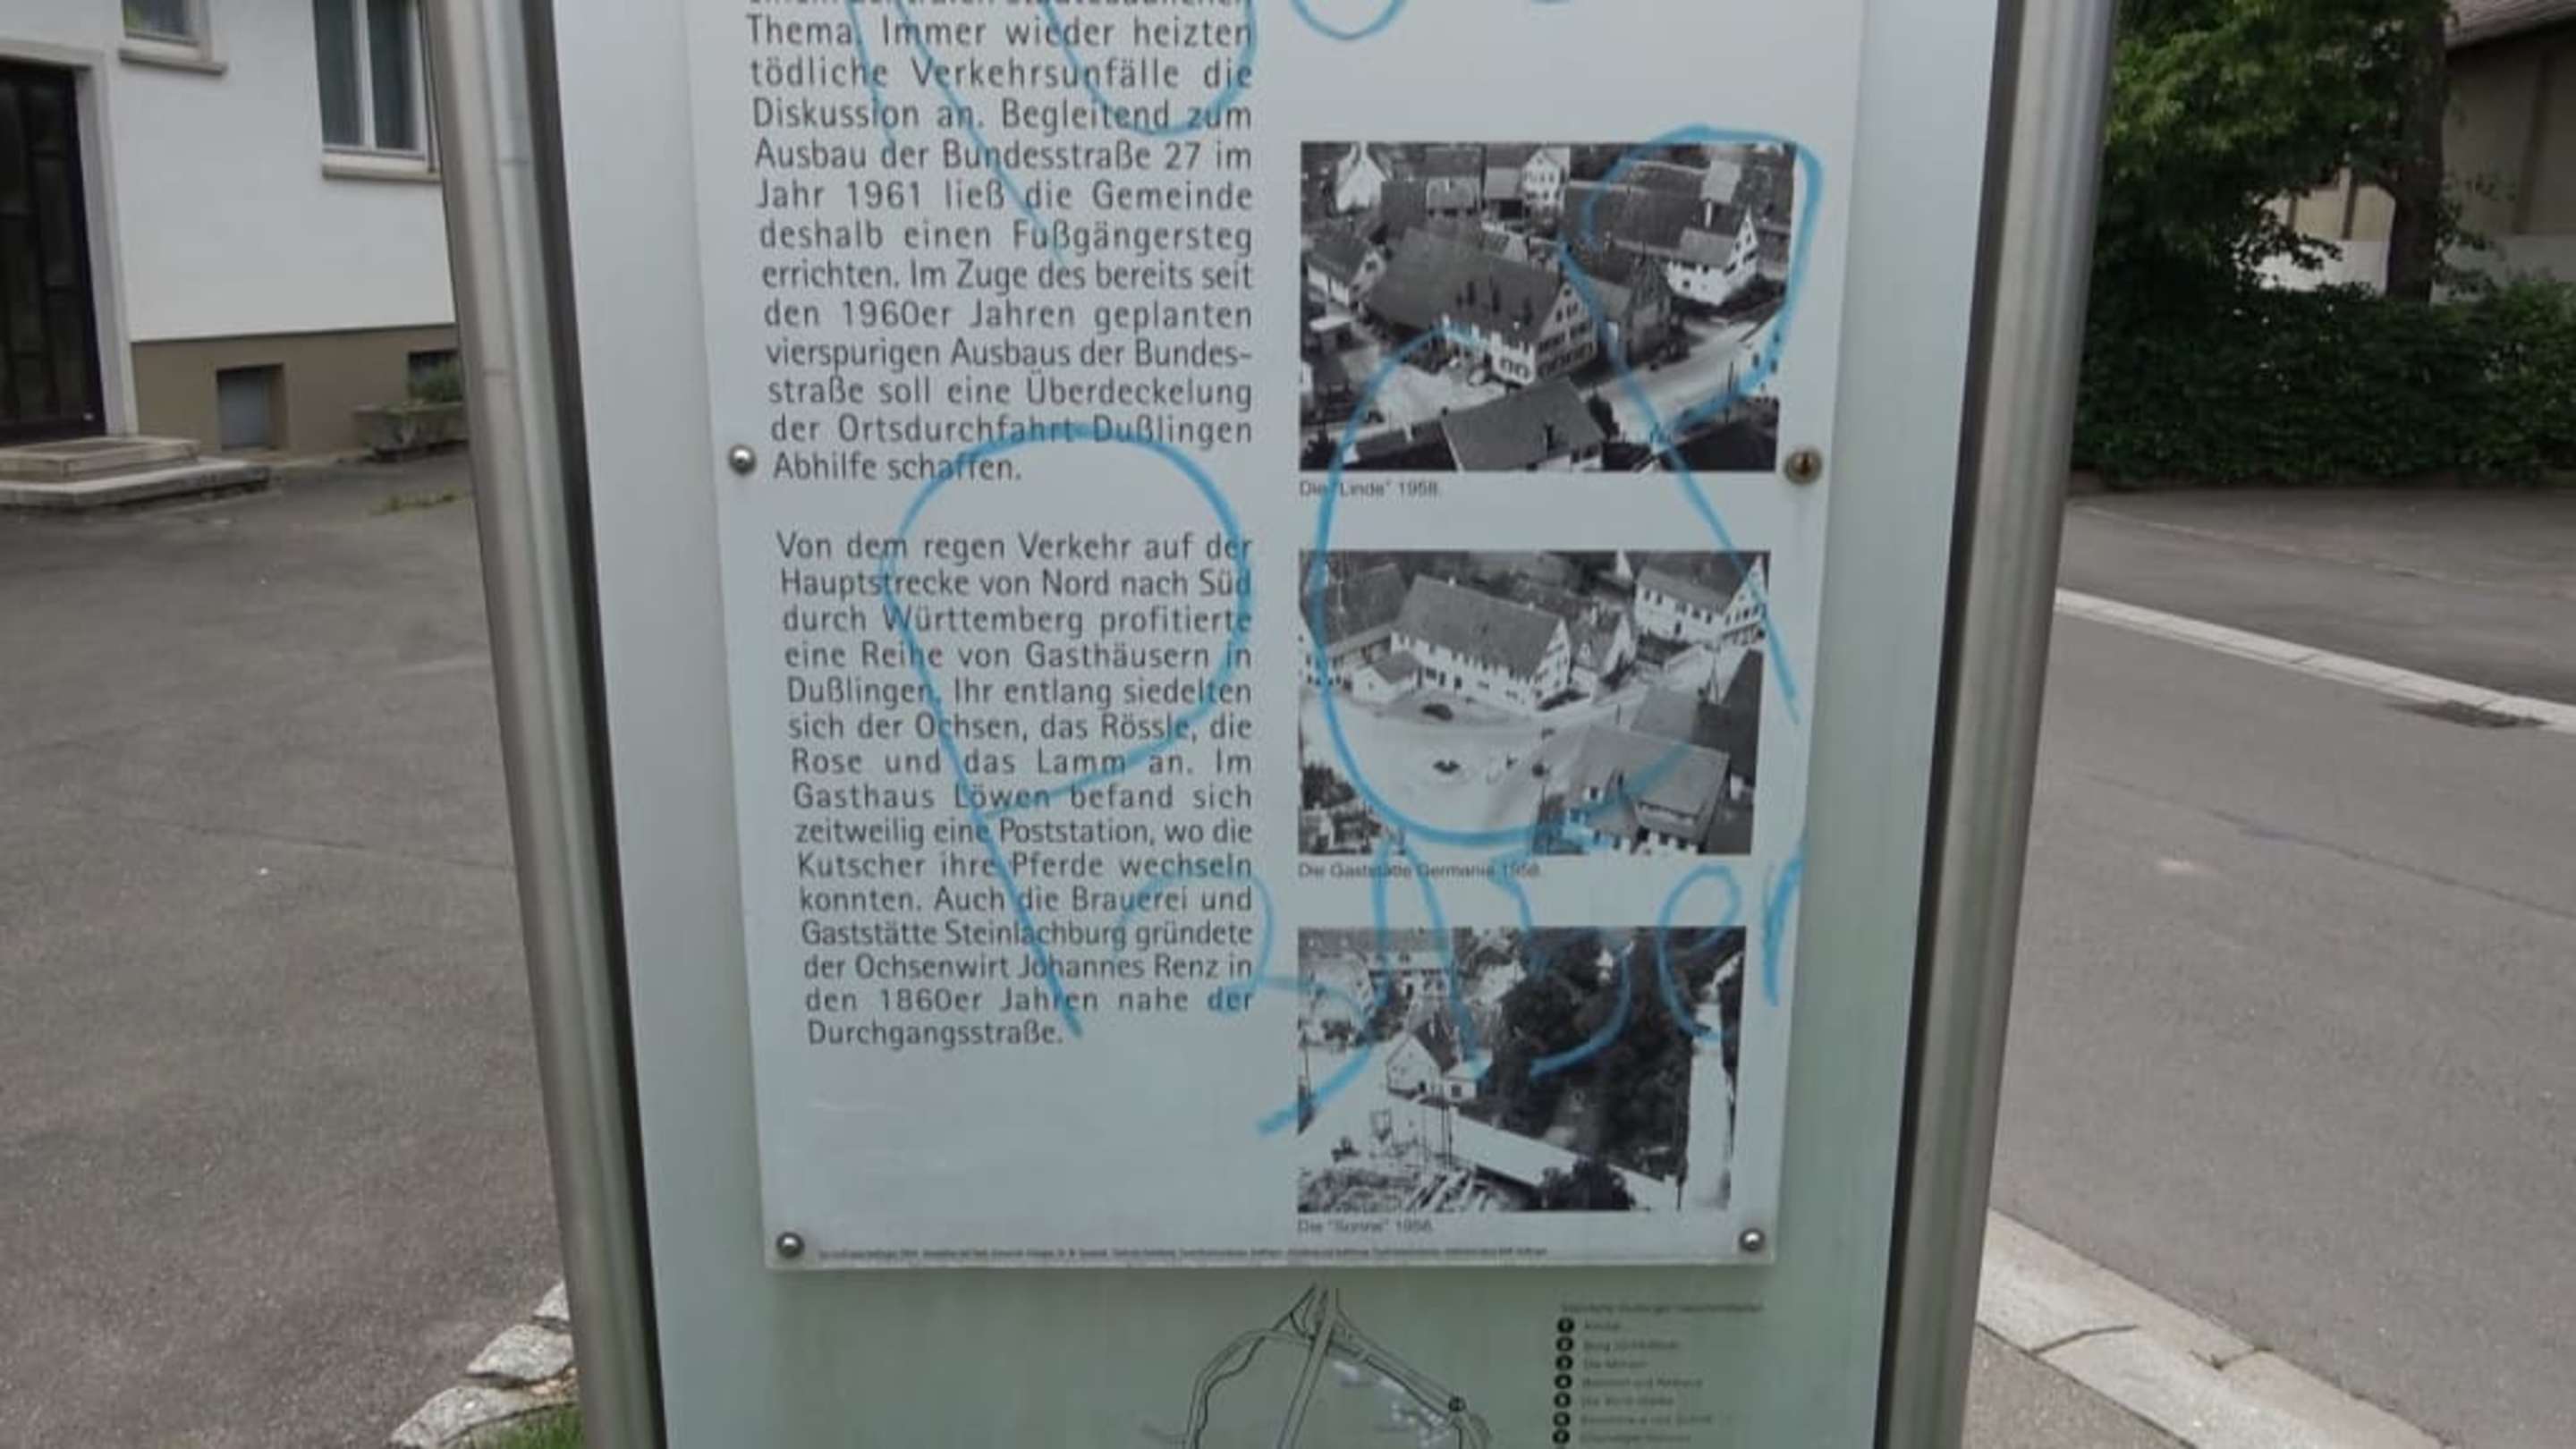 Thema. Immer wieder heizten
tödliche Verkehrsunfälle die
Diskussion an. Begleitend zum
Ausbau der Bundesstraße 27 im
Jahr 1961 ließ die Gemeinde
deshalb einen Fußgängersteg
errichten. Im Zuge des bereits seit
den 1960er Jahren geplanten
vierspurigen Ausbaus der Bundes-
straße soll eine Überdeckelung
der Ortsdurchfahrt Dußlingen
Abhilfe schaffen.
Von dem regen Verkehr auf der
Hauptstrecke von Nord nach Süd
durch Württemberg profitierte
eine Reihe von Gasthäusern in
Dußlingen. Ihr entlang siedelten
sich der Ochsen, das Rössle, die
Rose und das Lamm an. Im
Gasthaus Löwen befand sich
zeitweilig eine Poststation, wo die
Kutscher ihre Pferde wechseln
konnten. Auch die Brauerei und
Gaststätte Steinlachburg gründete
der Ochsenwirt Johannes Renz in
den 1860er Jahren nahe der
Durchgangsstraße.
Die "Linde" 1958.
Die Gaststätte Germania 1958.
Die "Sonne" 1958.